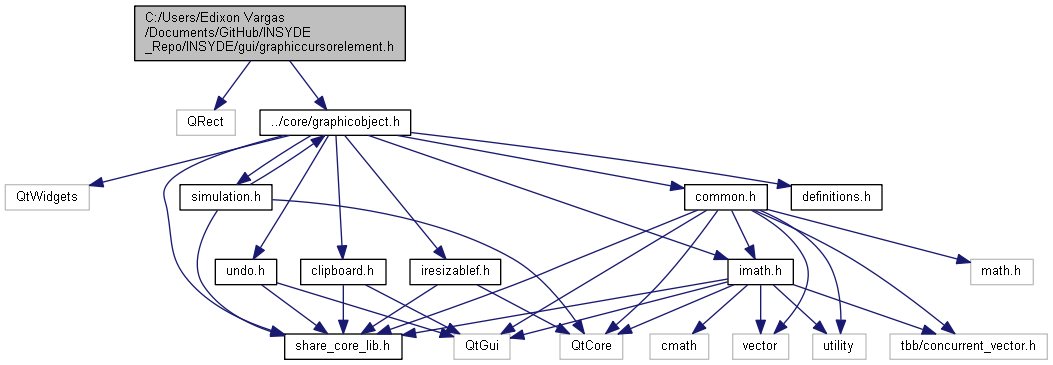 C:/Users/Edixon Vargas
/Documents/GitHub/INSYDE
_Repo/INSYDE/gui/graphiccursorelement.h
QRect
../core/graphicobject.h
QtWidgets
simulation.h
common.h
definitions.h
undo.h
clipboard.h
iresizablef.h
imath.h
math.h
share_core_lib.h
QtGui
QtCore
cmath
vector
utility
tbb/concurrent_vector.h